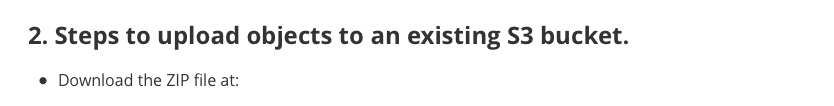 2. Steps to upload objects to an existing S3 bucket.
• Download the ZIP file at: